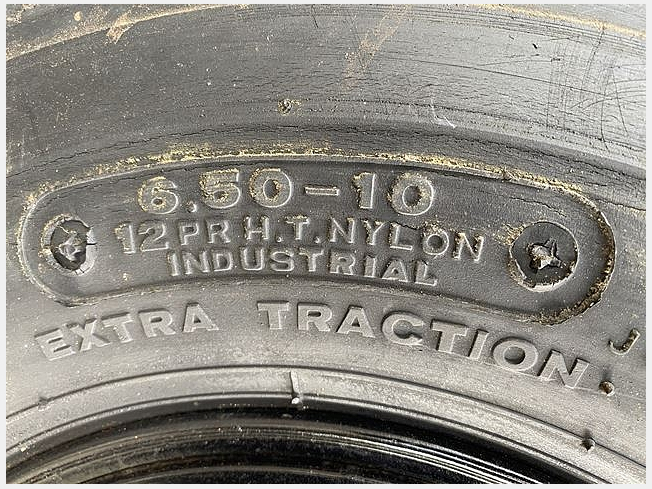 6.50-10
12 PR H.T. NYLON
INDUSTRIAL
EXTRA TRACTION
J